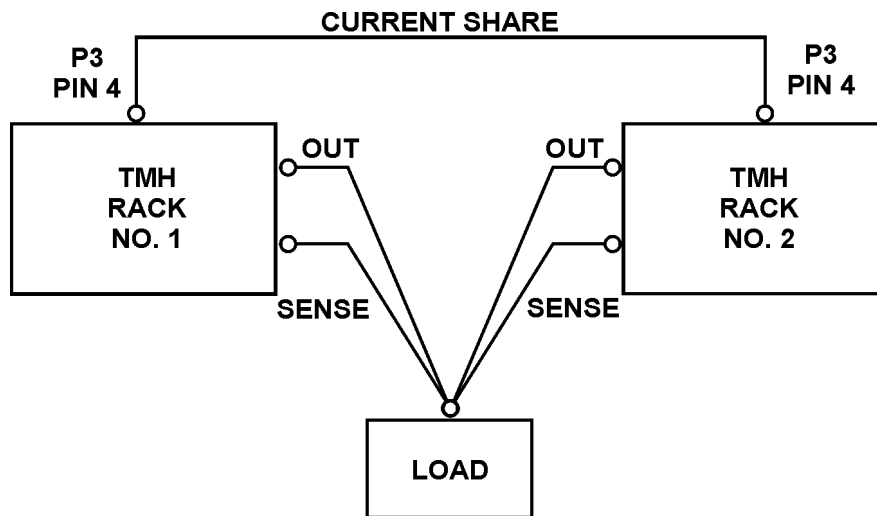 CURRENT SHARE
P3
PIN 4
P3
PIN 4
TMH
RACK
NO. 1
OUT
SENSE
OUT
SENSE
TMH
RACK
NO. 2
LOAD